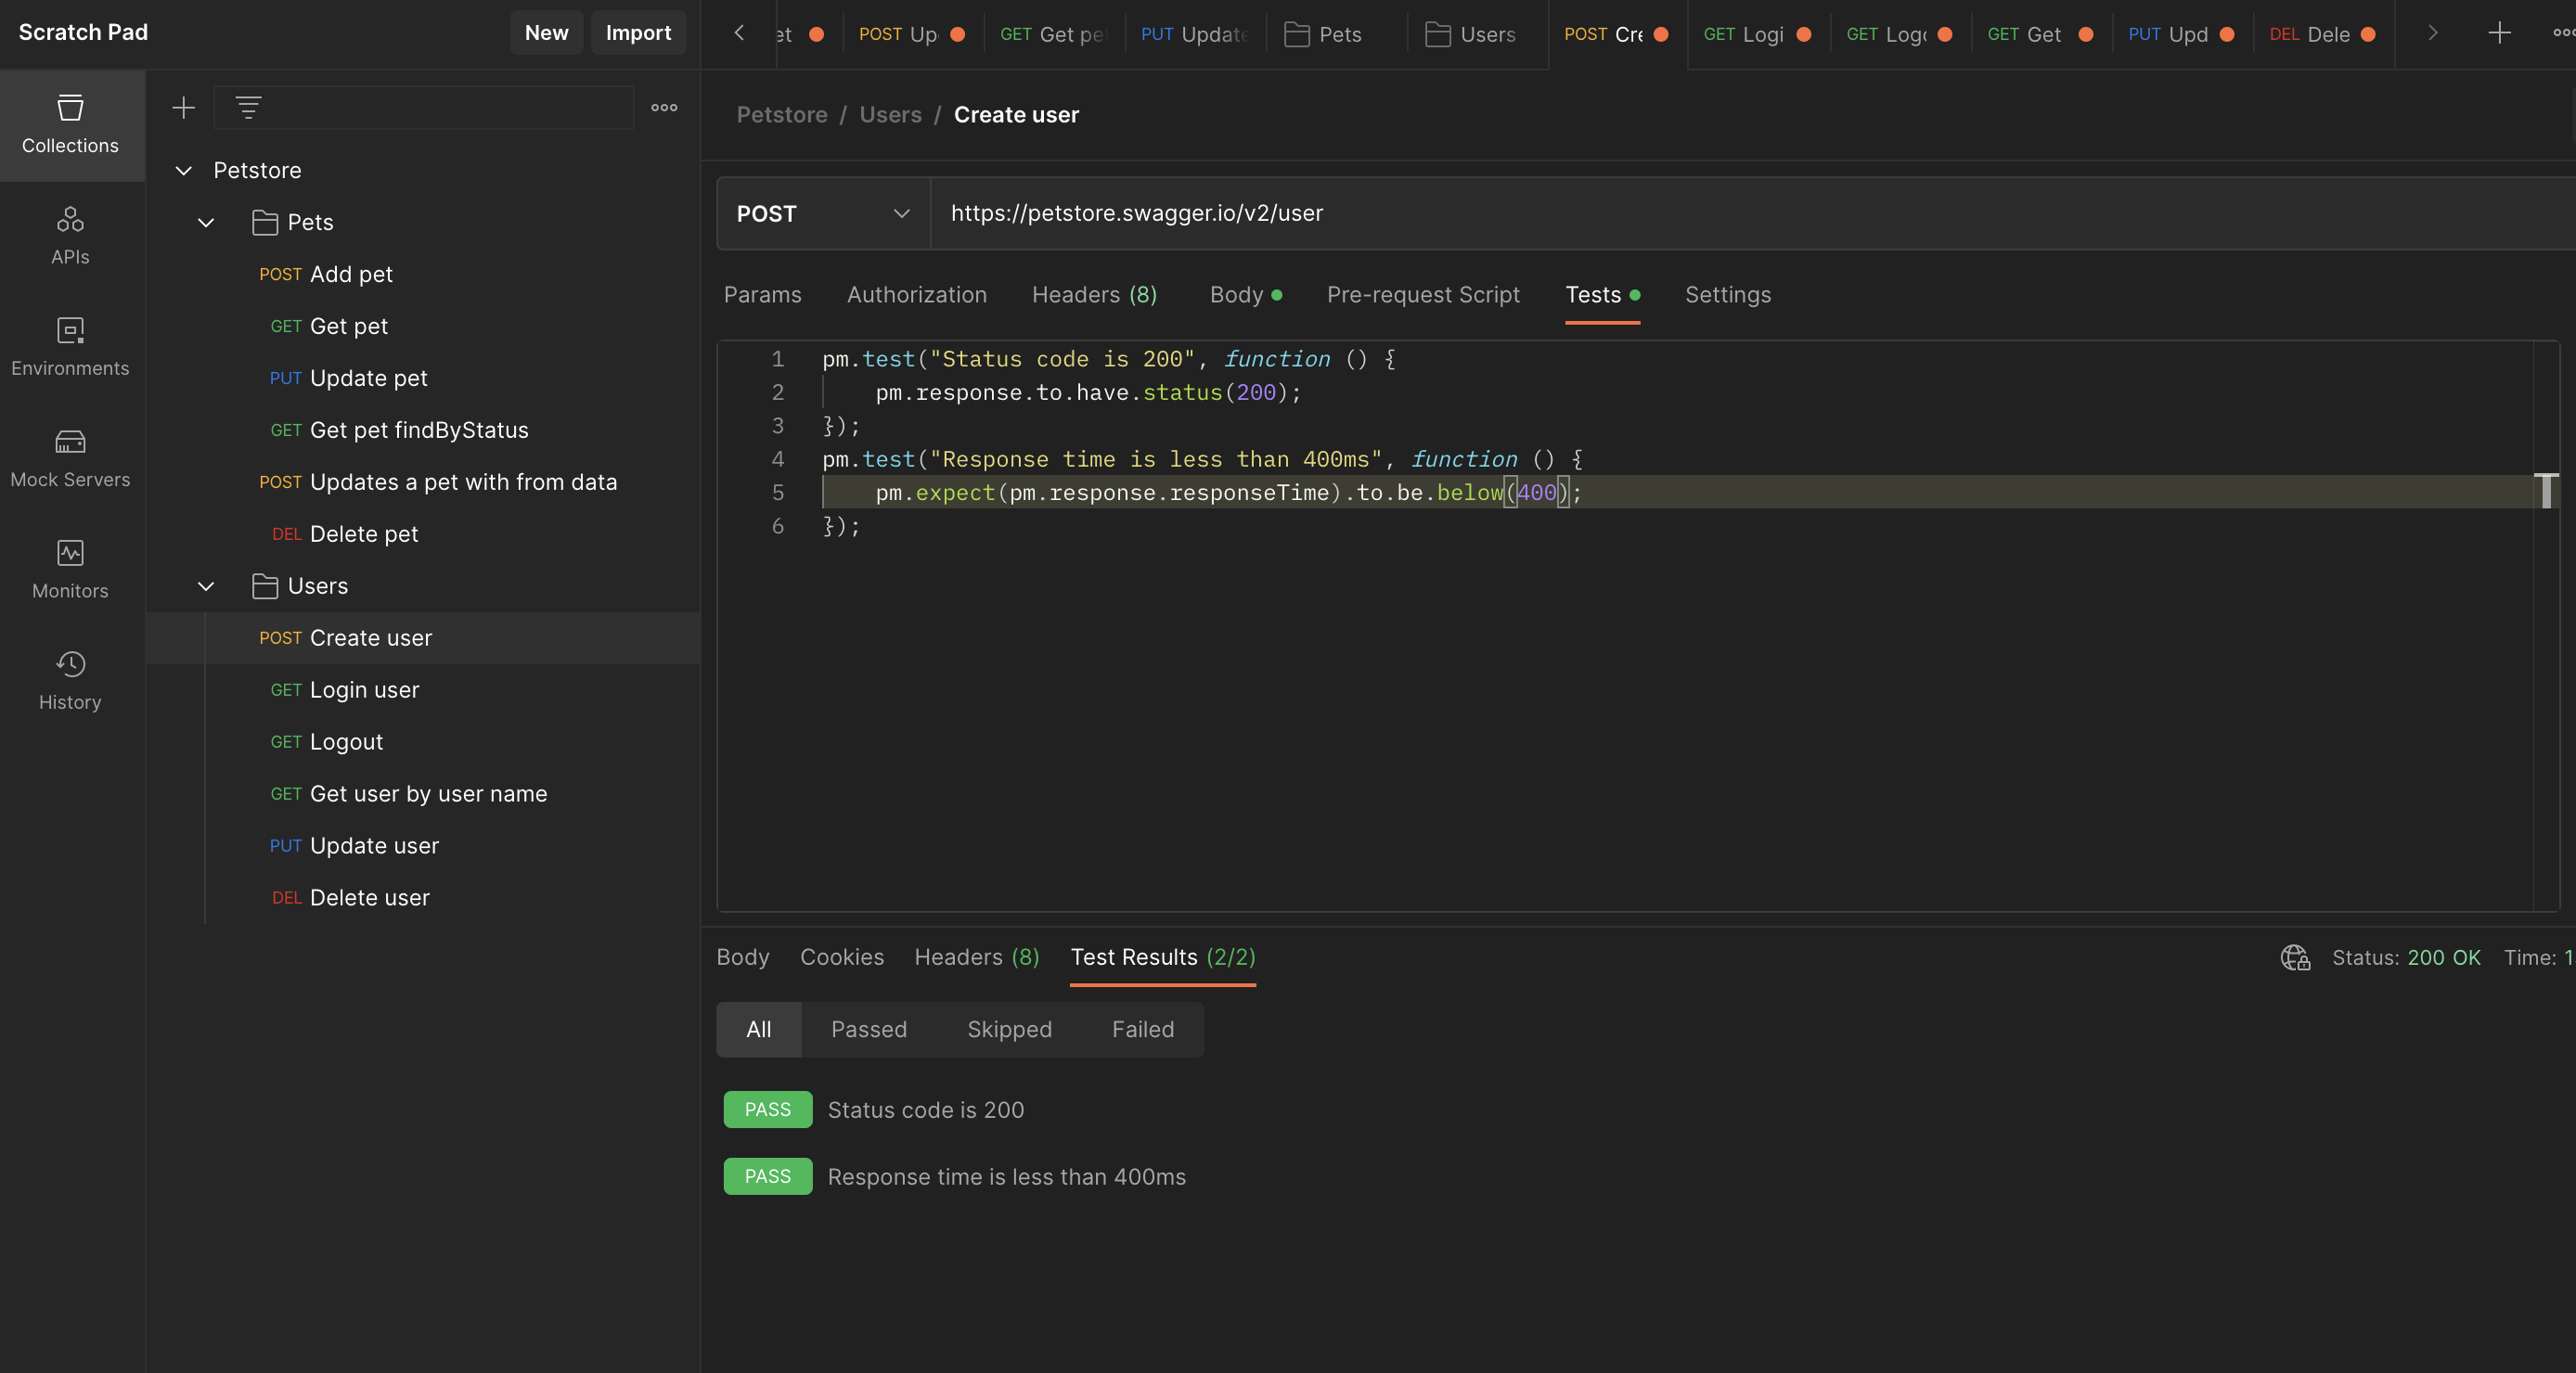 Scratch Pad
New
Import
et
POST Up
GET Get pe
PUT Update
Pets
Users
POST Cre
GET Logi
GET Logo
GET Get
PUT Upd
DEL Dele
Collections
APIs
Environments
Mock Servers
Monitors
History
Petstore
Pets
POST Add pet
GET Get pet
PUT Update pet
GET Get pet findByStatus
POST Updates a pet with from data
DEL Delete pet
Users
POST Create user
GET Login user
GET Logout
GET Get user by user name
PUT Update user
DEL Delete user
Petstore / Users / Create user
POST https://petstore.swagger.io/v2/user
Params Authorization Headers (8) Body Pre-request Script Tests Settings
1 pm.test("Status code is 200", function () {
2 pm.response.to.have.status(200);
3 });
4 pm.test("Response time is less than 400ms", function () {
5 pm.expect(pm.response.responseTime).to.be.below(400);
6 });
Body Cookies Headers (8) Test Results (2/2)
Status: 200 OK Time: 1
All Passed Skipped Failed
PASS Status code is 200
PASS Response time is less than 400ms